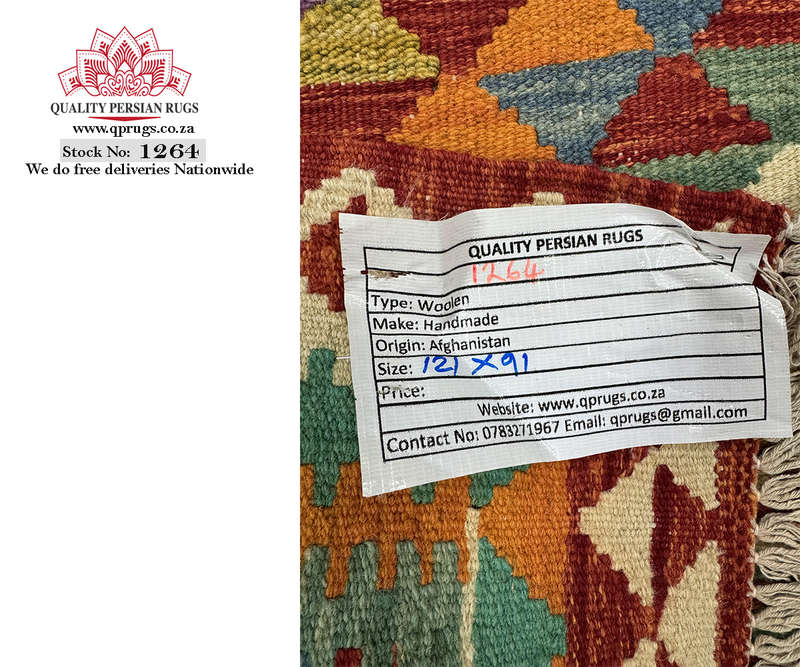 QUALITY PERSIAN RUGS
www.qprugs.co.za
Stock No: 1264
We do free deliveries Nationwide
QUALITY PERSIAN RUGS
1264
Type: Woolen
Make: Handmade
Origin: Afghanistan
Size: 121 X 91
Price:
Website: www.qprugs.co.za
Contact No: 0783271967 Email: qprugs@gmail.com